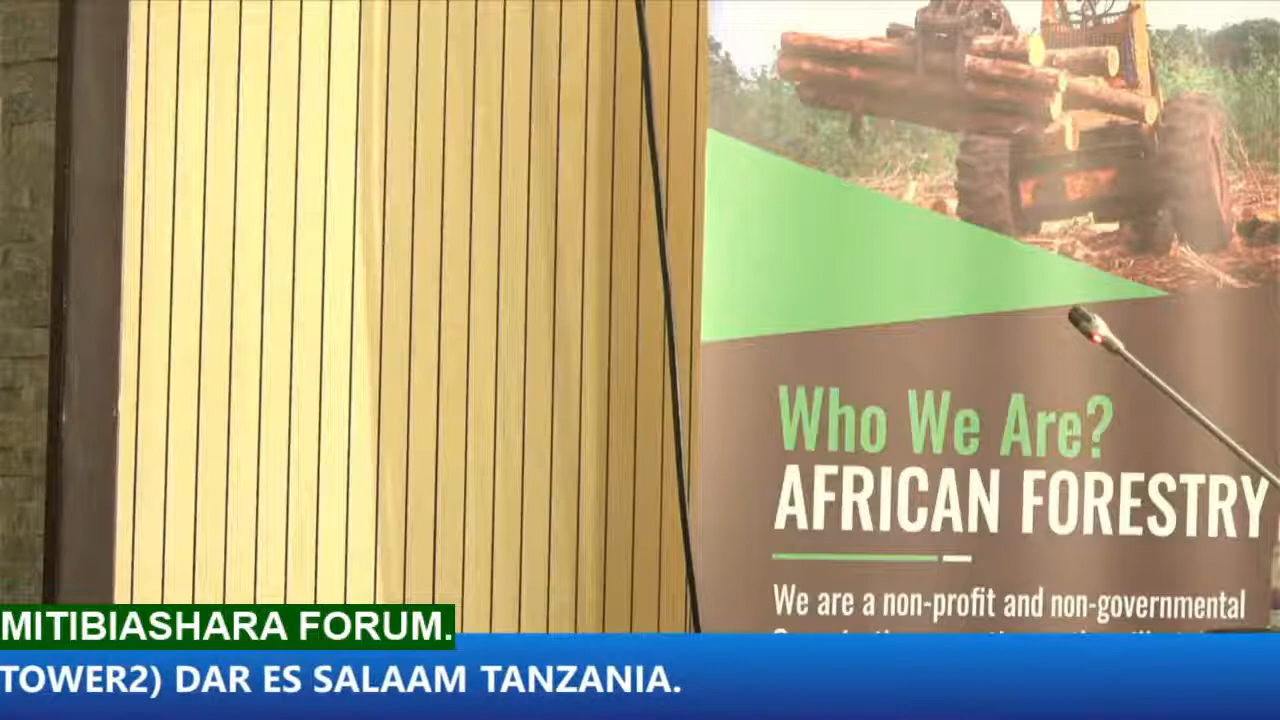 Who We Are?
AFRICAN FORESTRY
We are a non-profit and non-governmental
MITIBIASHARA FORUM.
TOWER2) DAR ES SALAAM TANZANIA.